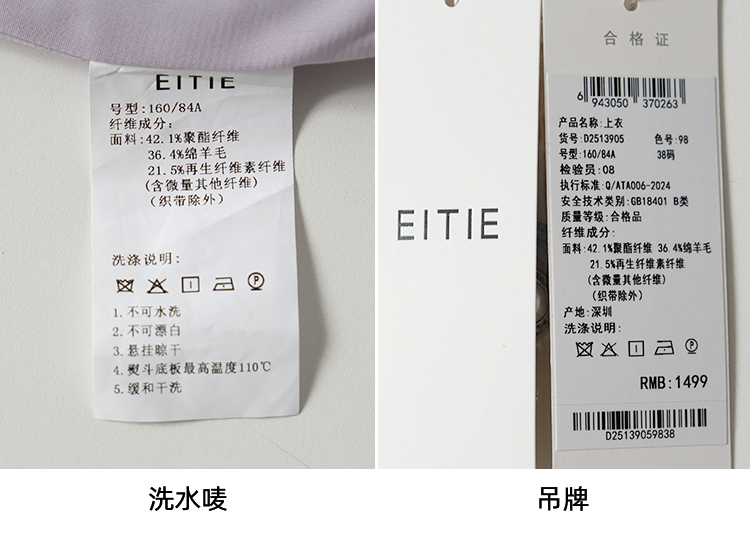 EITIE
号型:160/84A
纤维成分:
面料:42.1%聚酯纤维
36.4%绵羊毛
21.5%再生纤维素纤维
(含微量其他纤维)
(织带除外)
洗涤说明:
P
1.不可水洗
2.不可漂白
3.悬挂晾干
4.熨斗底板最高温度110℃
5.缓和干洗
洗水唛
EITIE
合格证
6 943050 370263
产品名称:上衣
货号:D2513905 色号:98
号型:160/84A 38码
检验员:08
执行标准:Q/ATA006-2024
安全技术类别:GB18401 B类
质量等级:合格品
纤维成分:
面料:42.1%聚酯纤维 36.4%绵羊毛
21.5%再生纤维素纤维
(含微量其他纤维)
(织带除外)
产地:深圳
洗涤说明:
P
RMB:1499
D25139059838
吊牌